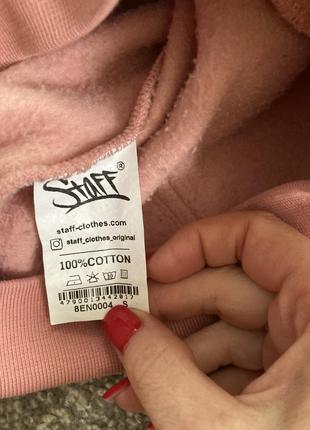 STAFF ®
staff-clothes.com
staff_clothes_original
100%COTTON
4790013442817
8EN0004 S